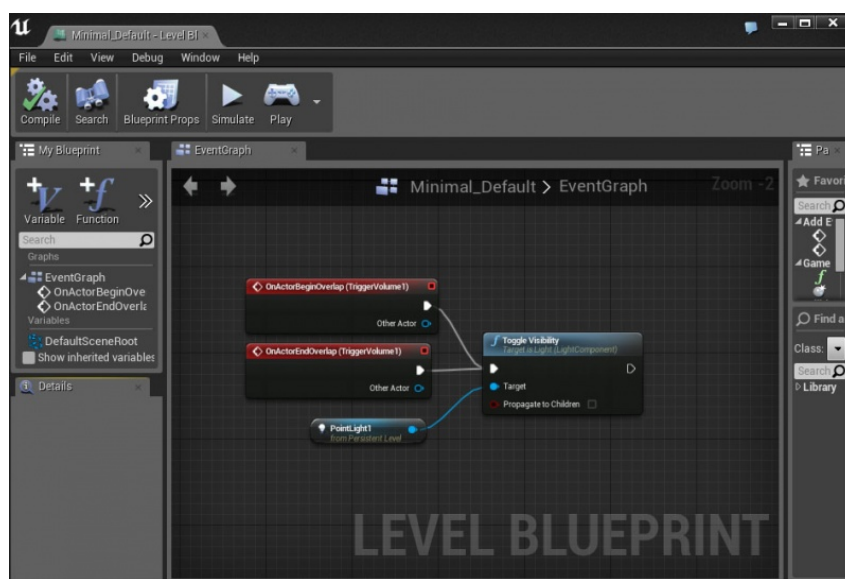 Minimal_Default - Level Bl
File Edit View Debug Window Help
Compile Search Blueprint Props Simulate Play
My Blueprint
EventGraph
Pa
Minimal_Default > EventGraph
Zoom -2
Favori
Variable Function
Search
Search
Add E
Graphs
EventGraph
OnActorBeginOve
OnActorEndOverla
Game
Variables
DefaultSceneRoot
Show inherited variables
Find a
Class:
Search
Library
Details
OnActorBeginOverlap (TriggerVolume1)
Other Actor
OnActorEndOverlap (TriggerVolume1)
Other Actor
Toggle Visibility
Target is Light (LightComponent)
Target
Propagate to Children
PointLight1
from Persistent Level
LEVEL BLUEPRINT